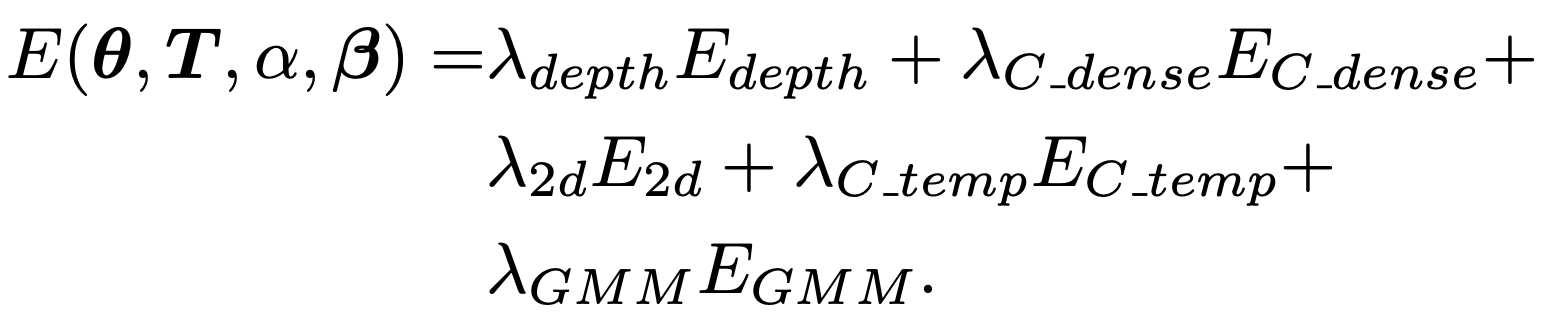 E(θ, T, α, β) =λ_{depth}E_{depth} + λ_{C_dense}E_{C_dense}+
λ_{2d}E_{2d} + λ_{C_temp}E_{C_temp}+
λ_{GMM}E_{GMM}.